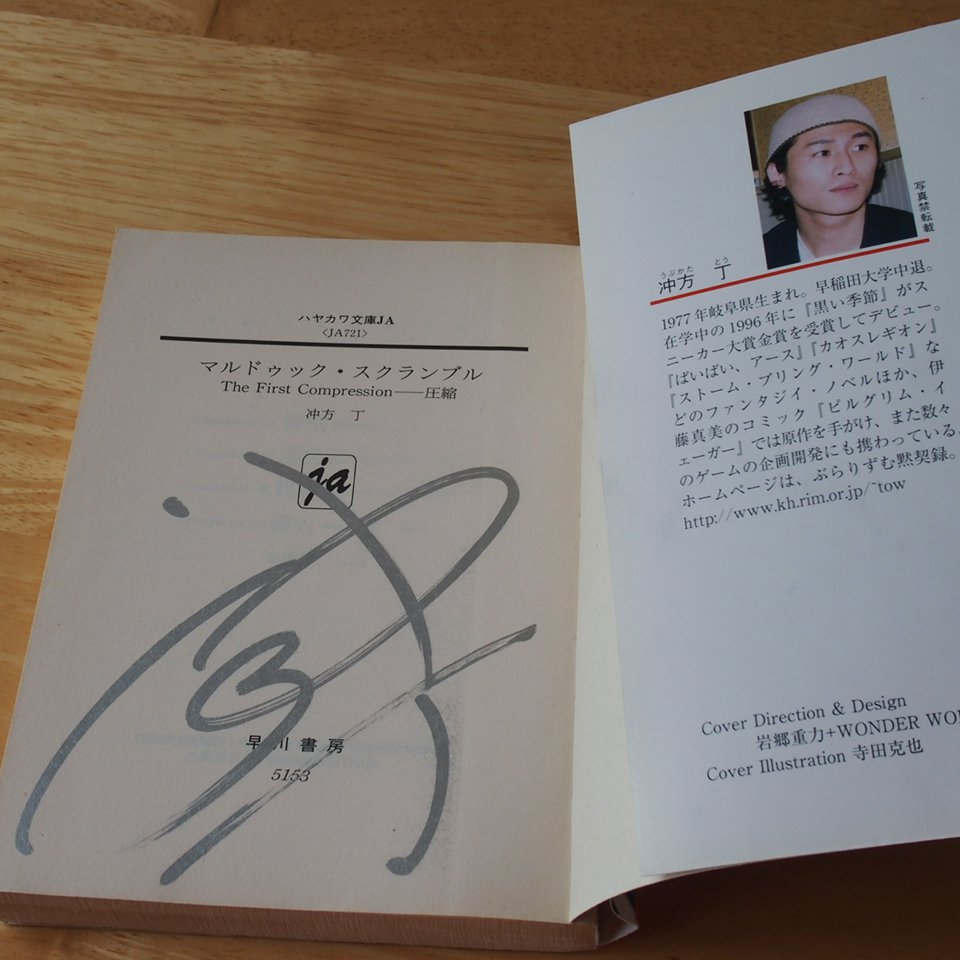 ハヤカワ文庫JA
〈JA721〉
マルドゥック・スクランブル
The First Compression——圧縮
冲方 丁
ja
早川書房
5153
写真禁転載
うぶかた とう
冲方 丁
1977年岐阜県生まれ。早稲田大学中退。
在学中の1996年に『黒い季節』がス
ニーカー大賞金賞を受賞してデビュー。
『ばいばい、アース』『カオスレギオン』
『ストーム・ブリング・ワールド』な
どのファンタジイ・ノベルほか、伊
藤真美のコミック『ピルグリム・イ
ェーガー』では原作を手がけ、また数々
のゲームの企画開発にも携わっている。
ホームページは、ぶらりずむ黙契録。
http://www.kh.rim.or.jp/~tow
Cover Direction & Design
岩郷重力+WONDER WO
Cover Illustration 寺田克也